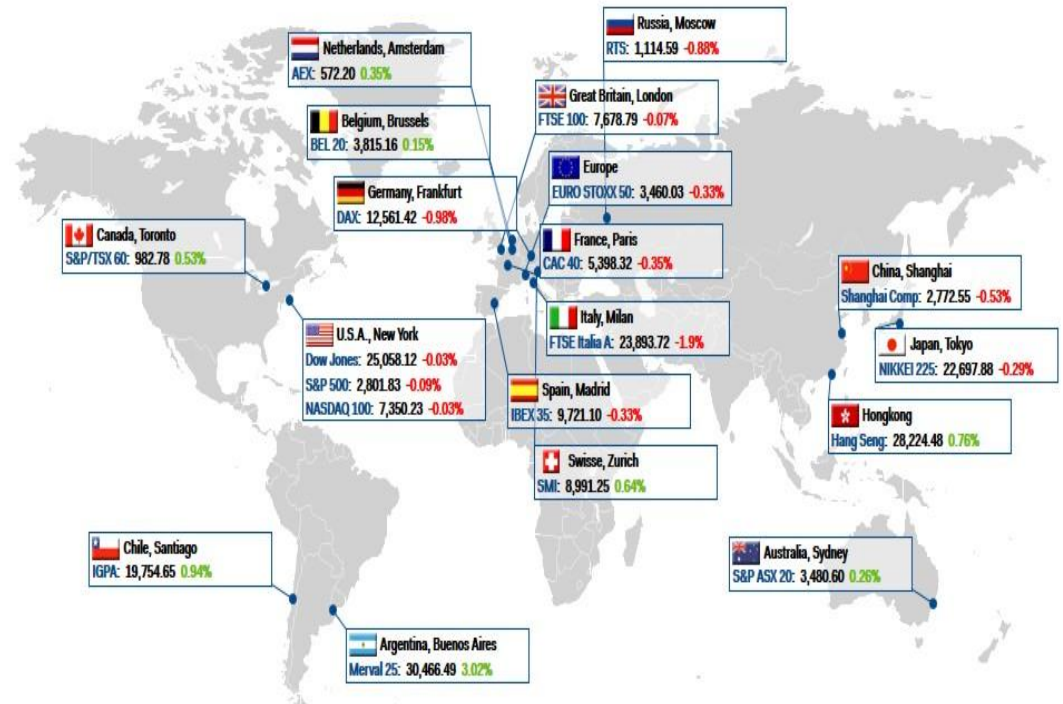 Russia, Moscow
RTS: 1,114.59 -0.88%
Netherlands, Amsterdam
AEX: 572.20 0.35%
Great Britain, London
FTSE 100: 7,678.79 -0.07%
Belgium, Brussels
BEL 20: 3,815.16 0.15%
Europe
EURO STOXX 50: 3,460.03 -0.33%
Germany, Frankfurt
DAX: 12,561.42 -0.98%
Canada, Toronto
S&P/TSX 60: 982.78 0.53%
France, Paris
CAC 40: 5,398.32 -0.35%
China, Shanghai
Shanghai Comp: 2,772.55 -0.53%
U.S.A., New York
Dow Jones: 25,058.12 -0.03%
S&P 500: 2,801.83 -0.09%
NASDAQ 100: 7,350.23 -0.03%
Italy, Milan
FTSE Italia A: 23,893.72 -1.9%
Japan, Tokyo
NIKKEI 225: 22,697.88 -0.29%
Spain, Madrid
IBEX 35: 9,721.10 -0.33%
Hongkong
Hang Seng: 28,224.48 0.76%
Swisse, Zurich
SMI: 8,991.25 0.64%
Chile, Santiago
IGPA: 19,754.65 0.94%
Australia, Sydney
S&P ASX 20: 3,480.60 0.26%
Argentina, Buenos Aires
Merval 25: 30,466.49 3.02%